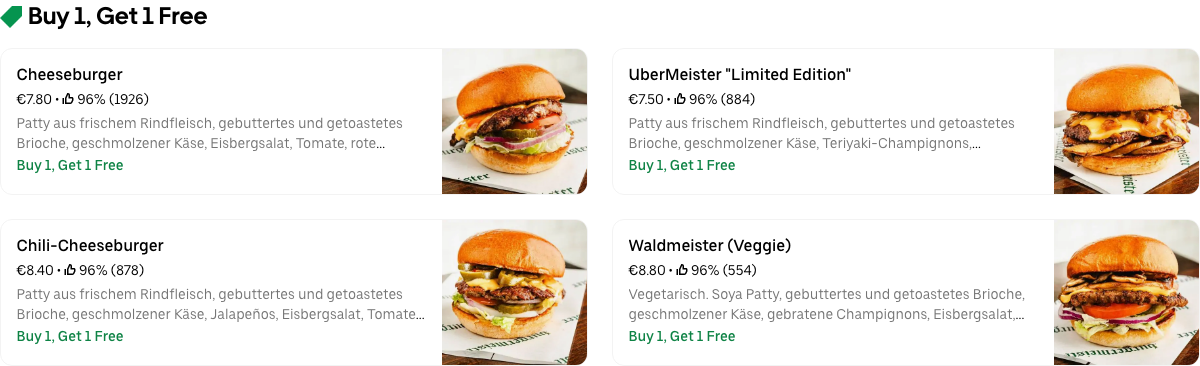 Buy 1, Get 1 Free
Cheeseburger
€7.80 • 96% (1926)
Patty aus frischem Rindfleisch, gebuttertes und getoastetes
Brioche, geschmolzener Käse, Eisbergsalat, Tomate, rote...
Buy 1, Get 1 Free
UberMeister "Limited Edition"
€7.50 • 96% (884)
Patty aus frischem Rindfleisch, gebuttertes und getoastetes
Brioche, geschmolzener Käse, Teriyaki-Champignons,...
Buy 1, Get 1 Free
Chili-Cheeseburger
€8.40 • 96% (878)
Patty aus frischem Rindfleisch, gebuttertes und getoastetes
Brioche, geschmolzener Käse, Jalapeños, Eisbergsalat, Tomate...
Buy 1, Get 1 Free
Waldmeister (Veggie)
€8.80 • 96% (554)
Vegetarisch. Soya Patty, gebuttertes und getoastetes Brioche,
geschmolzener Käse, gebratene Champignons, Eisbergsalat,...
Buy 1, Get 1 Free
burgermeister